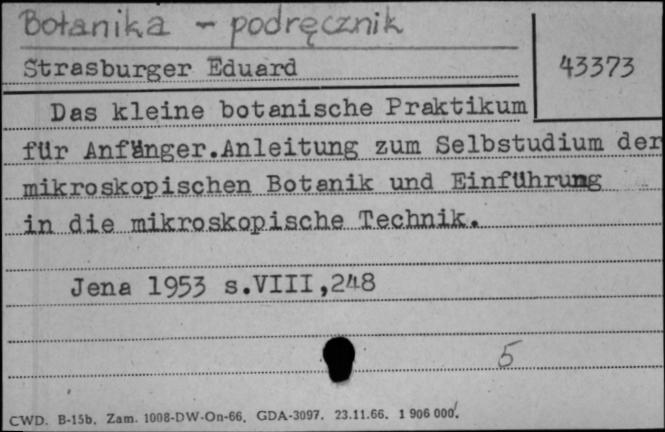 Botanika - podręcznik
Strasburger Eduard
43373
Das kleine botanische Praktikum
für Anfänger.Anleitung zum Selbstudium der
mikroskopischen Botanik und Einführung
in die mikroskopische Technik.
Jena 1953 s.VIII,248
5
CWD. B-15b. Zam. 1008-DW-On-66. GDA-3097. 23.11.66. 1 906 000.